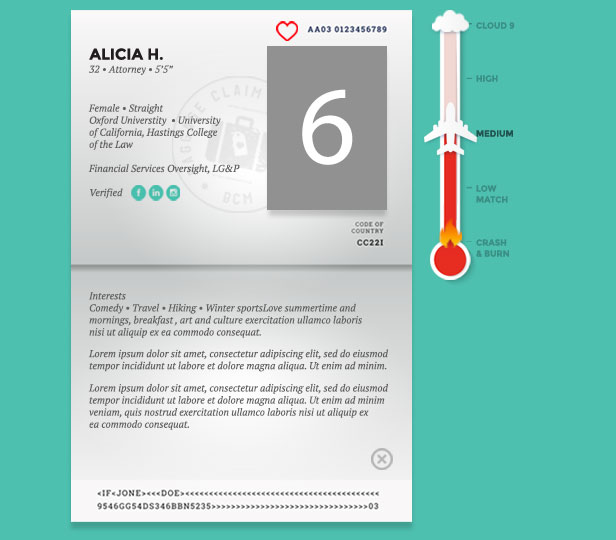 AA03 0123456789
ALICIA H.
32 • Attorney • 5'5"
Female • Straight
Oxford Universtity • University
of California, Hastings College
of the Law
Financial Services Oversight, LG&P
Verified
f in
CLAIM
BCM
6
CODE OF
COUNTRY
CC22I
Interests
Comedy • Travel • Hiking • Winter sportsLove summertime and
mornings, breakfast , art and culture exercitation ullamco laboris
nisi ut aliquip ex ea commodo consequat.
Lorem ipsum dolor sit amet, consectetur adipiscing elit, sed do eiusmod
tempor incididunt ut labore et dolore magna aliqua. Ut enim ad minim.
Lorem ipsum dolor sit amet, consectetur adipiscing elit, sed do eiusmod
tempor incididunt ut labore et dolore magna aliqua. Ut enim ad minim
veniam, quis nostrud exercitation ullamco laboris nisi ut aliquip ex
ea commodo consequat.
<IF<JONE><<<DOE><<<<<<<<<<<<<<<<<<<<<<<<<<<<<<<<<<<<<<<<<
9546GG54DS346BBN5235>>>>>>>>>>>>>>>>>>>>>>>>>>>>>>>>>03
CLOUD 9
HIGH
MEDIUM
LOW
MATCH
CRASH
& BURN